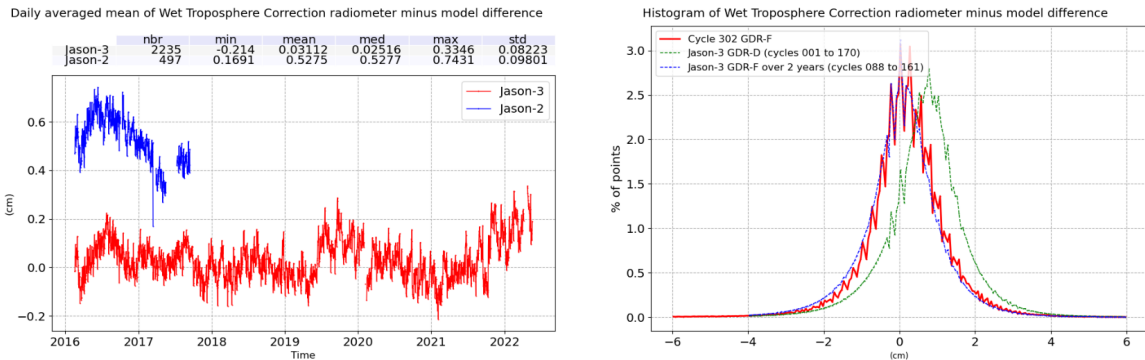 Daily averaged mean of Wet Troposphere Correction radiometer minus model difference
nbr min mean med max std
Jason-3 2235 -0.214 0.03112 0.02516 0.3346 0.08223
Jason-2 497 0.1691 0.5275 0.5277 0.7431 0.09801
Jason-3
Jason-2
0.6
0.4
0.2
0.0
−0.2
(cm)
2016 2017 2018 2019 2020 2021 2022
Time
Histogram of Wet Troposphere Correction radiometer minus model difference
Cycle 302 GDR-F
Jason-3 GDR-D (cycles 001 to 170)
Jason-3 GDR-F over 2 years (cycles 088 to 161)
3.0
2.5
2.0
1.5
1.0
0.5
0.0
% of points
−6 −4 −2 0 2 4 6
(cm)